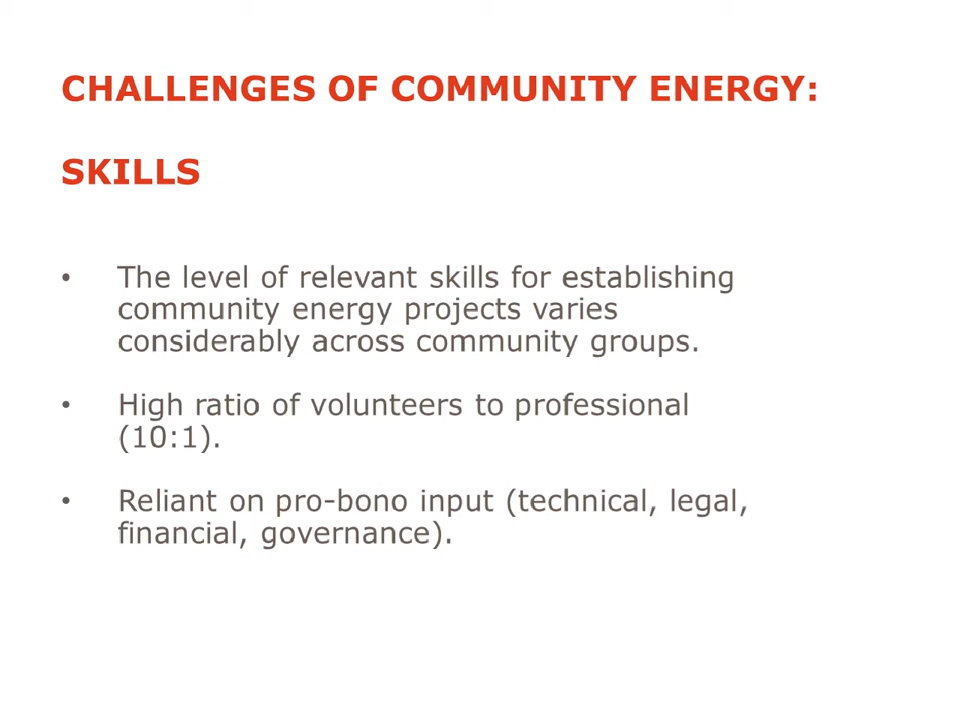 CHALLENGES OF COMMUNITY ENERGY:
SKILLS
• The level of relevant skills for establishing
community energy projects varies
considerably across community groups.
• High ratio of volunteers to professional
(10:1).
• Reliant on pro-bono input (technical, legal,
financial, governance).